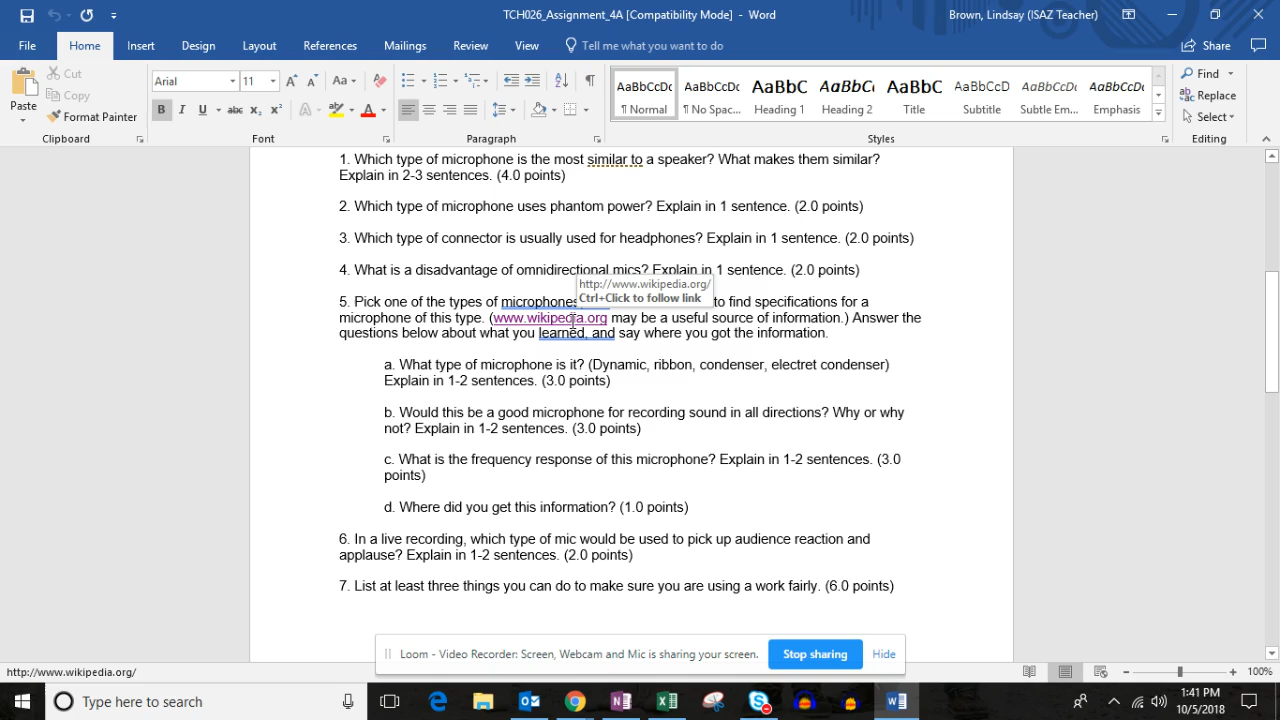 TCH026_Assignment_4A [Compatibility Mode] - Word
Brown, Lindsay (ISAZ Teacher)
File Home Insert Design Layout References Mailings Review View Tell me what you want to do Share
Cut
Copy
Format Painter
Paste
Clipboard
Arial 11
Font
Paragraph
AaBbCcDc AaBbCcDc AaBbC AaBbC AaBbC AaBbCcD AaBbCcDc AaBbCcDc
¶ Normal ¶ No Spac... Heading 1 Heading 2 Title Subtitle Subtle Em... Emphasis
Styles
Find
Replace
Select
Editing
1. Which type of microphone is the most similar to a speaker? What makes them similar?
Explain in 2-3 sentences. (4.0 points)
2. Which type of microphone uses phantom power? Explain in 1 sentence. (2.0 points)
3. Which type of connector is usually used for headphones? Explain in 1 sentence. (2.0 points)
4. What is a disadvantage of omnidirectional mics? Explain in 1 sentence. (2.0 points)
http://www.wikipedia.org/
Ctrl+Click to follow link
5. Pick one of the types of microphones to find specifications for a
microphone of this type. (www.wikipedia.org may be a useful source of information.) Answer the
questions below about what you learned, and say where you got the information.
a. What type of microphone is it? (Dynamic, ribbon, condenser, electret condenser)
Explain in 1-2 sentences. (3.0 points)
b. Would this be a good microphone for recording sound in all directions? Why or why
not? Explain in 1-2 sentences. (3.0 points)
c. What is the frequency response of this microphone? Explain in 1-2 sentences. (3.0
points)
d. Where did you get this information? (1.0 points)
6. In a live recording, which type of mic would be used to pick up audience reaction and
applause? Explain in 1-2 sentences. (2.0 points)
7. List at least three things you can do to make sure you are using a work fairly. (6.0 points)
Loom - Video Recorder: Screen, Webcam and Mic is sharing your screen. Stop sharing Hide
http://www.wikipedia.org/
100%
Type here to search
1:41 PM
10/5/2018